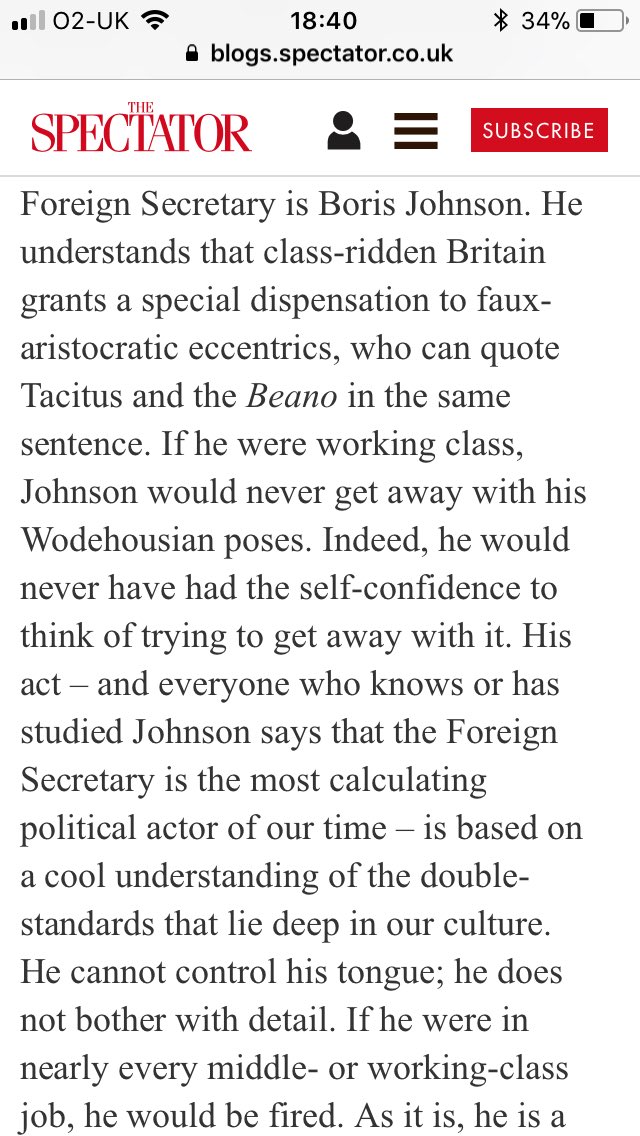 O2-UK 18:40 34%
blogs.spectator.co.uk
THE
SPECTATOR
SUBSCRIBE
Foreign Secretary is Boris Johnson. He
understands that class-ridden Britain
grants a special dispensation to faux-
aristocratic eccentrics, who can quote
Tacitus and the Beano in the same
sentence. If he were working class,
Johnson would never get away with his
Wodehousian poses. Indeed, he would
never have had the self-confidence to
think of trying to get away with it. His
act – and everyone who knows or has
studied Johnson says that the Foreign
Secretary is the most calculating
political actor of our time – is based on
a cool understanding of the double-
standards that lie deep in our culture.
He cannot control his tongue; he does
not bother with detail. If he were in
nearly every middle- or working-class
job, he would be fired. As it is, he is a